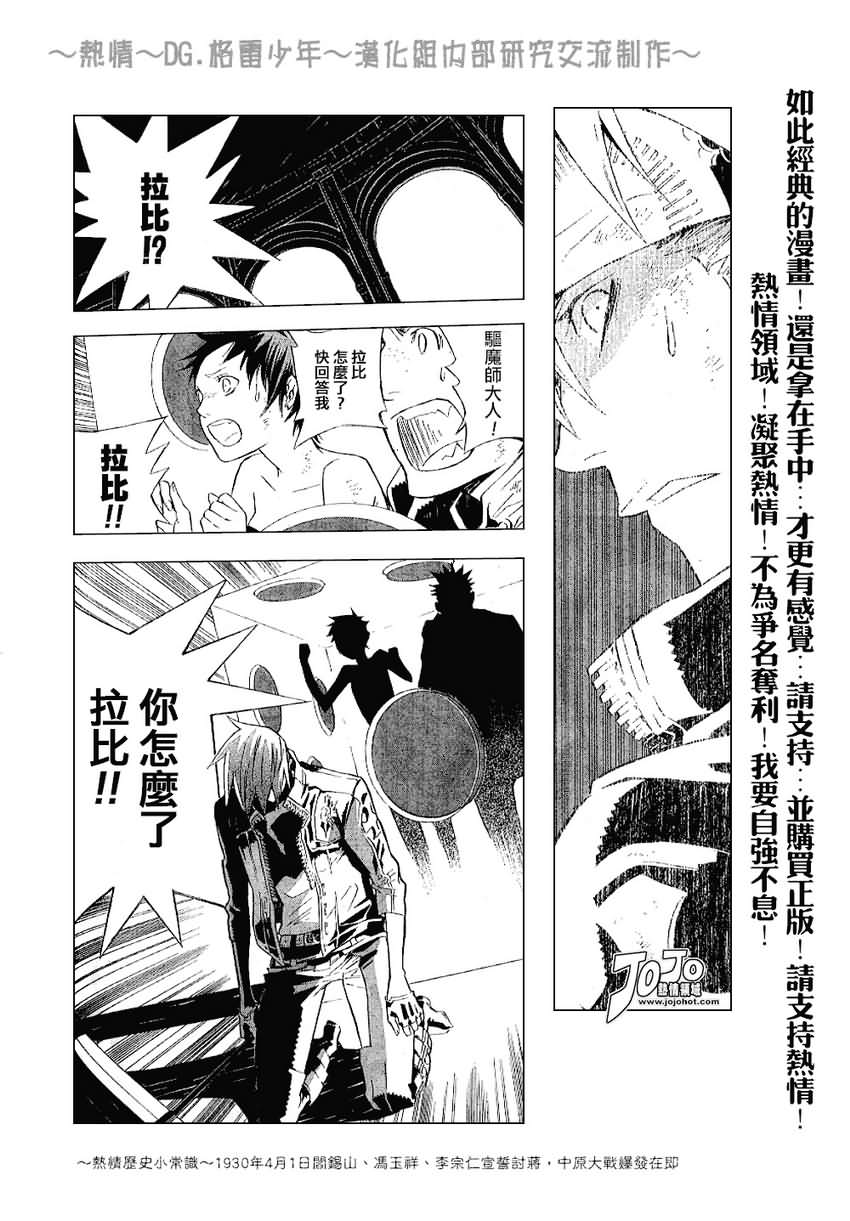 ～熱情～DG.格雷少年～漢化組內部研究交流制作～
如此經典的漫畫！還是拿在手中…才更有感覺…請支持…並購買正版！請支持熱情！
熱情領域！凝聚熱情！不為爭名奪利！我要自強不息！
拉比!?
驅魔師大人！
拉比
怎麼了？
快回答我
拉比!!
你怎麼了
拉比!!
JOJO
熱情領域
www.jojohot.com
～熱情歷史小常識～1930年4月1日閻錫山、馮玉祥、李宗仁宣誓討蔣，中原大戰爆發在即